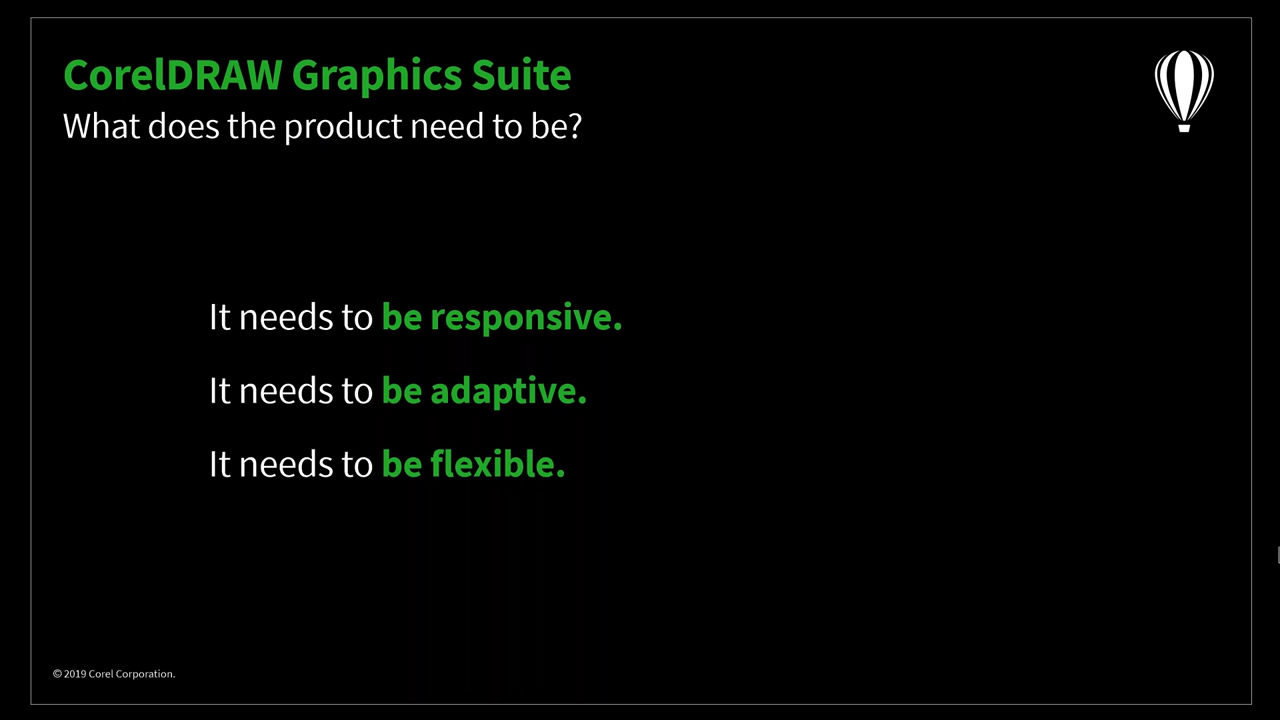 CorelDRAW Graphics Suite
What does the product need to be?
It needs to be responsive.
It needs to be adaptive.
It needs to be flexible.
© 2019 Corel Corporation.